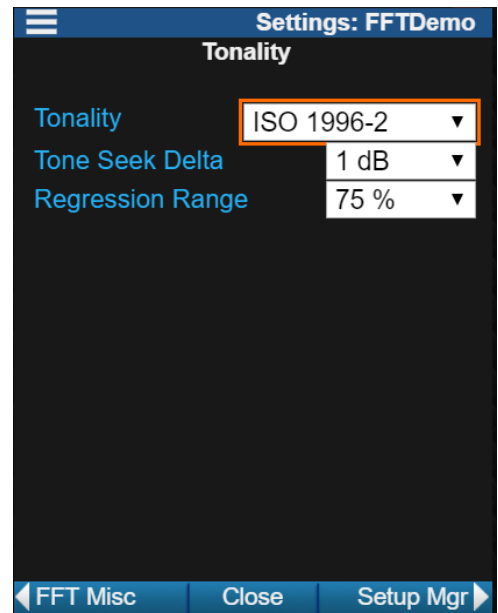 Settings: FFTDemo
Tonality
Tonality ISO 1996-2
Tone Seek Delta 1 dB
Regression Range 75 %
FFT Misc Close Setup Mgr